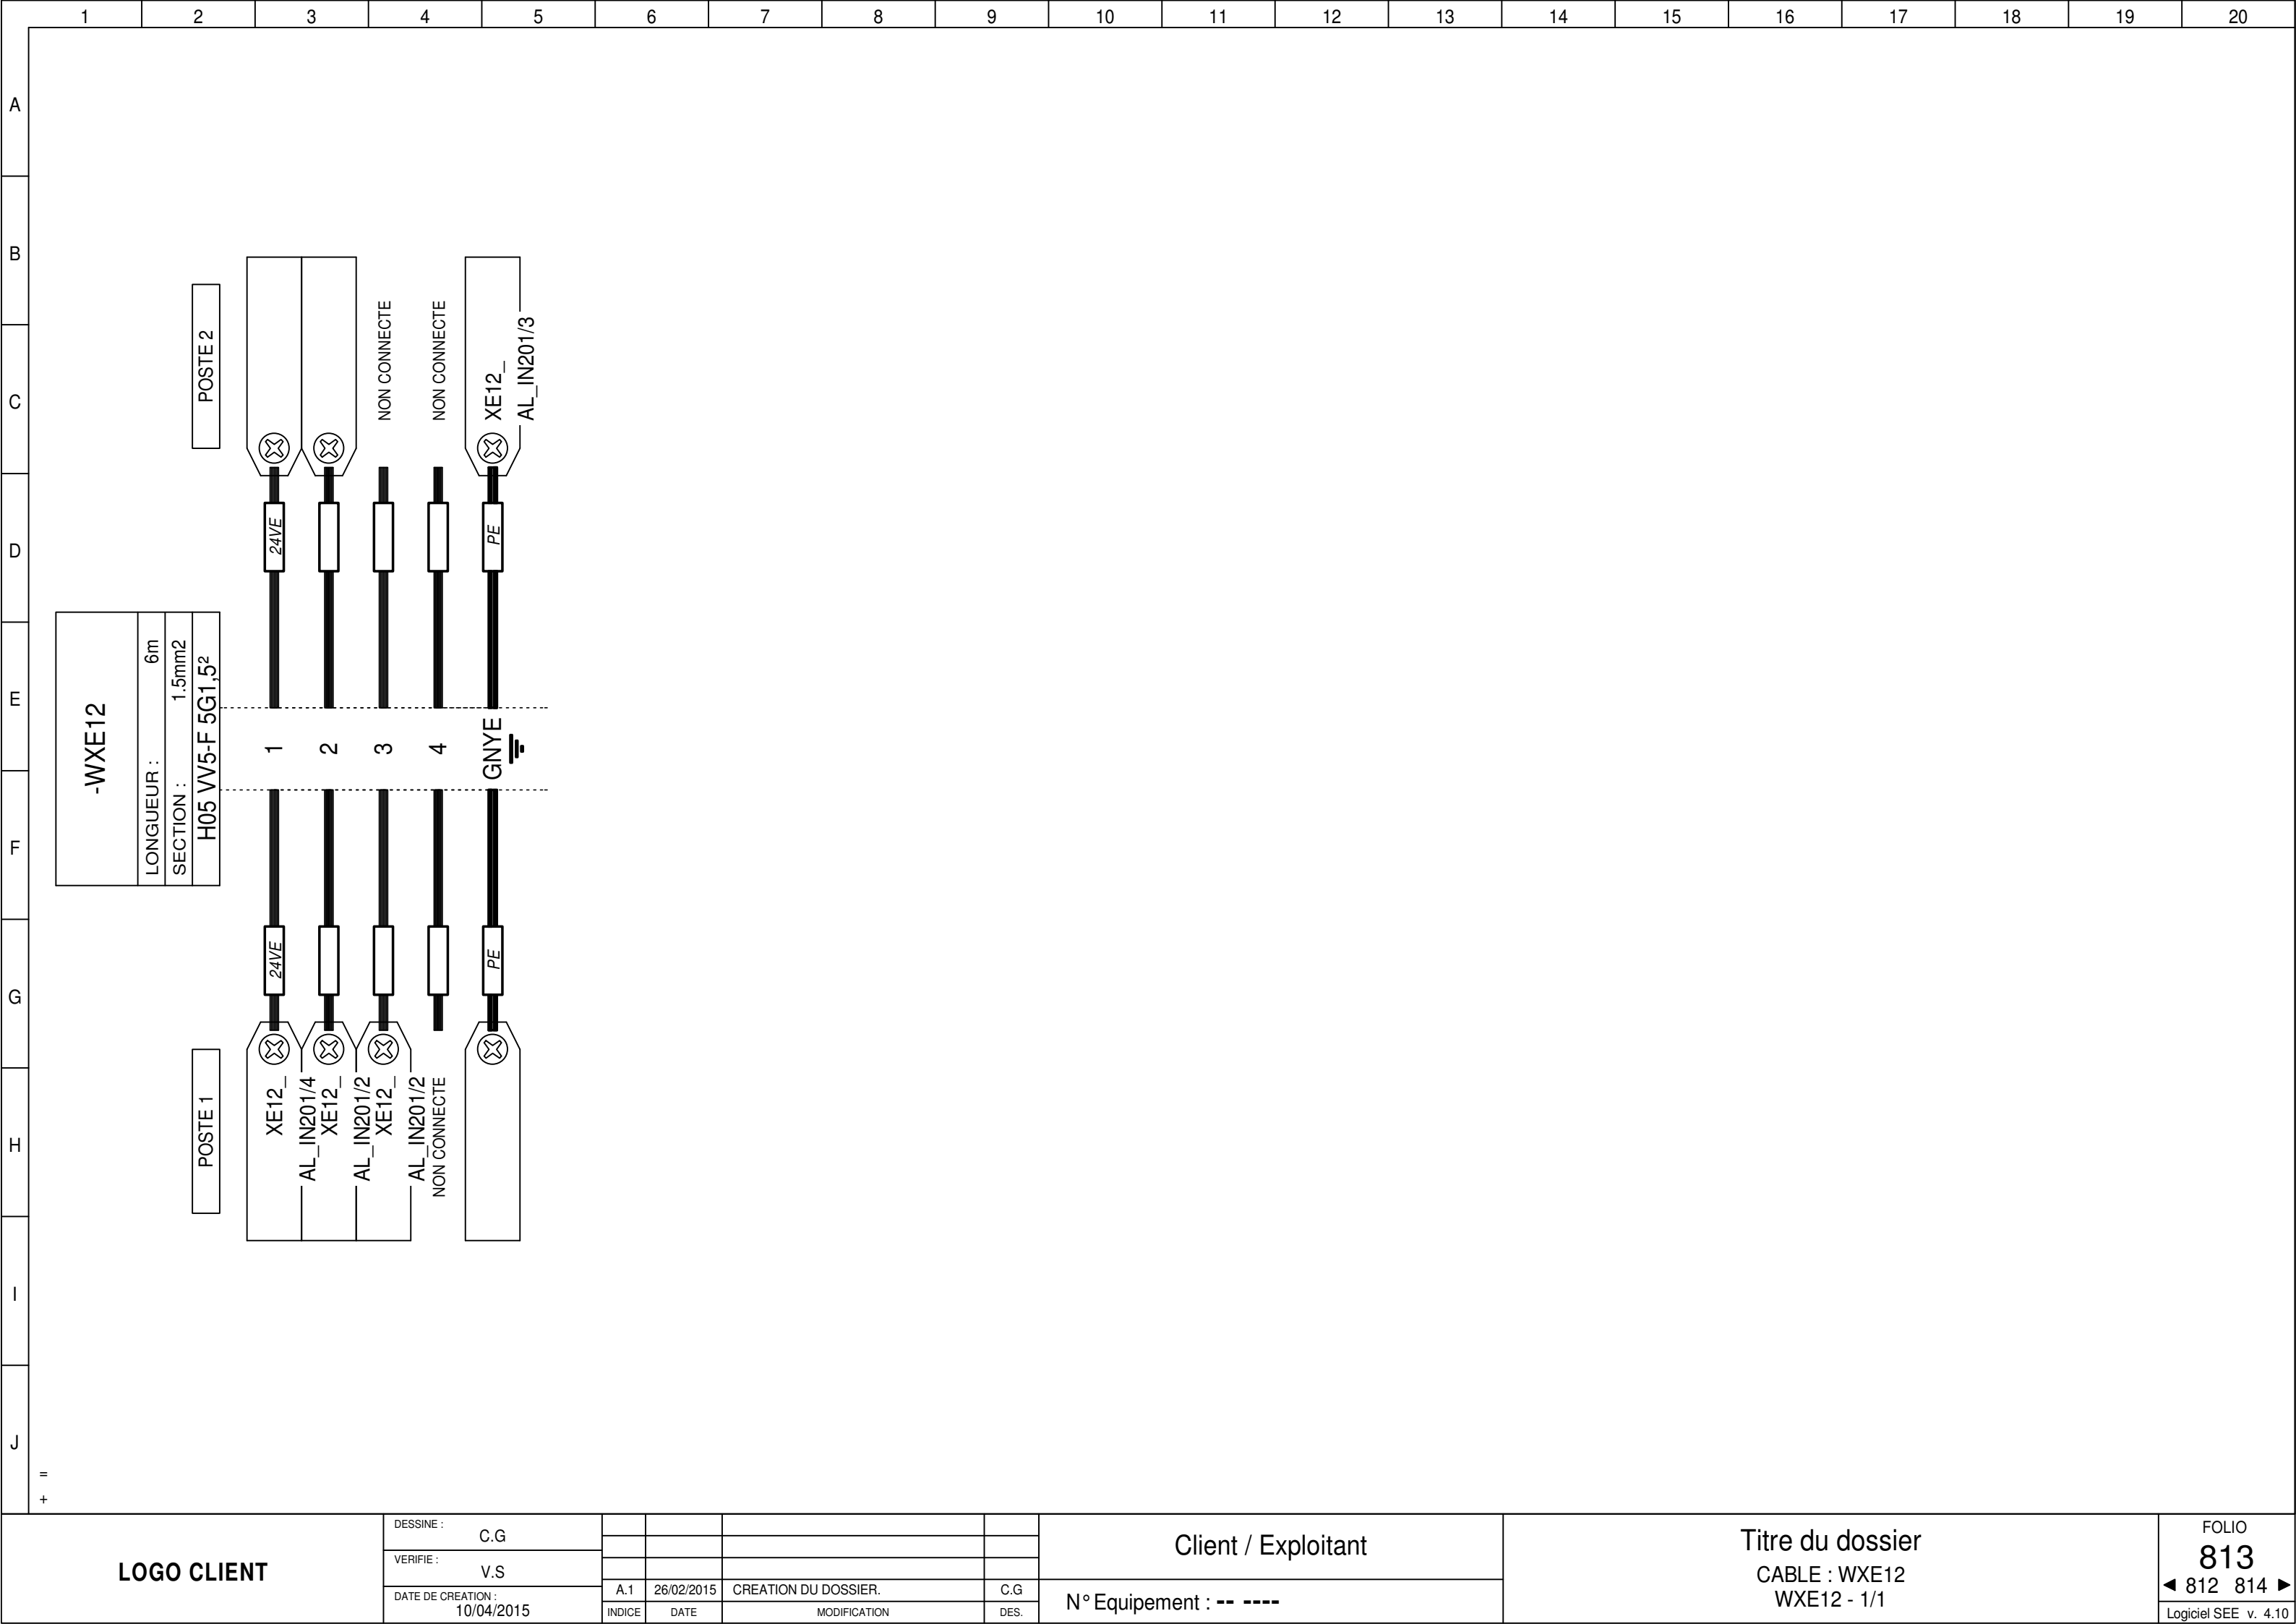 1 2 3 4 5 6 7 8 9 10 11 12 13 14 15 16 17 18 19 20
A
B
C
D
E
F
G
H
I
J
POSTE 2
NON CONNECTE
NON CONNECTE
XE12_
AL_IN201/3
24VE
PE
-WXE12
LONGUEUR : 6m
SECTION : 1.5mm2
H05 VV5-F 5G1,5²
1
2
3
4
GNYE
24VE
PE
POSTE 1
XE12_
AL_IN201/4
XE12_
AL_IN201/2
XE12_
AL_IN201/2
NON CONNECTE
=
+
LOGO CLIENT
DESSINE :
C.G
VERIFIE :
V.S
DATE DE CREATION :
10/04/2015
A.1 26/02/2015 CREATION DU DOSSIER. C.G
INDICE DATE MODIFICATION DES.
Client / Exploitant
N° Equipement : -- ----
Titre du dossier
CABLE : WXE12
WXE12 - 1/1
FOLIO
813
◄ 812 814 ►
Logiciel SEE v. 4.10